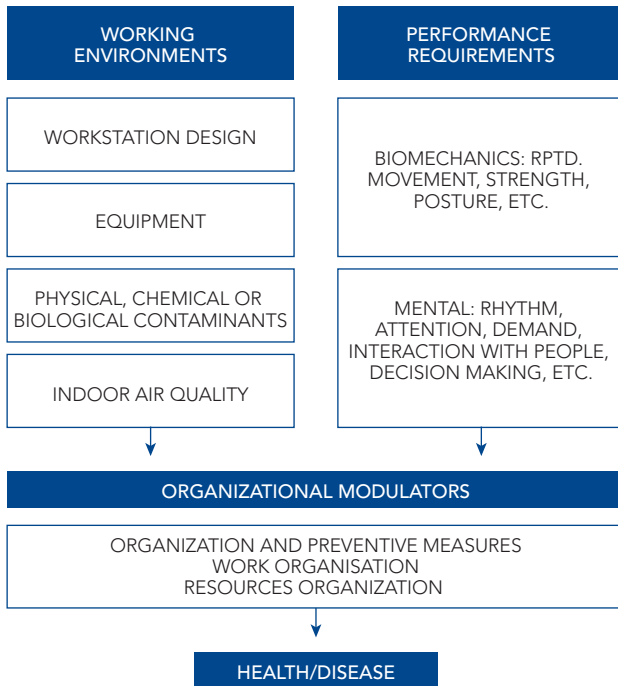 WORKING
ENVIRONMENTS
WORKSTATION DESIGN
EQUIPMENT
PHYSICAL, CHEMICAL OR
BIOLOGICAL CONTAMINANTS
INDOOR AIR QUALITY
PERFORMANCE
REQUIREMENTS
BIOMECHANICS: RPTD.
MOVEMENT, STRENGTH,
POSTURE, ETC.
MENTAL: RHYTHM,
ATTENTION, DEMAND,
INTERACTION WITH PEOPLE,
DECISION MAKING, ETC.
ORGANIZATIONAL MODULATORS
ORGANIZATION AND PREVENTIVE MEASURES
WORK ORGANISATION
RESOURCES ORGANIZATION
HEALTH/DISEASE